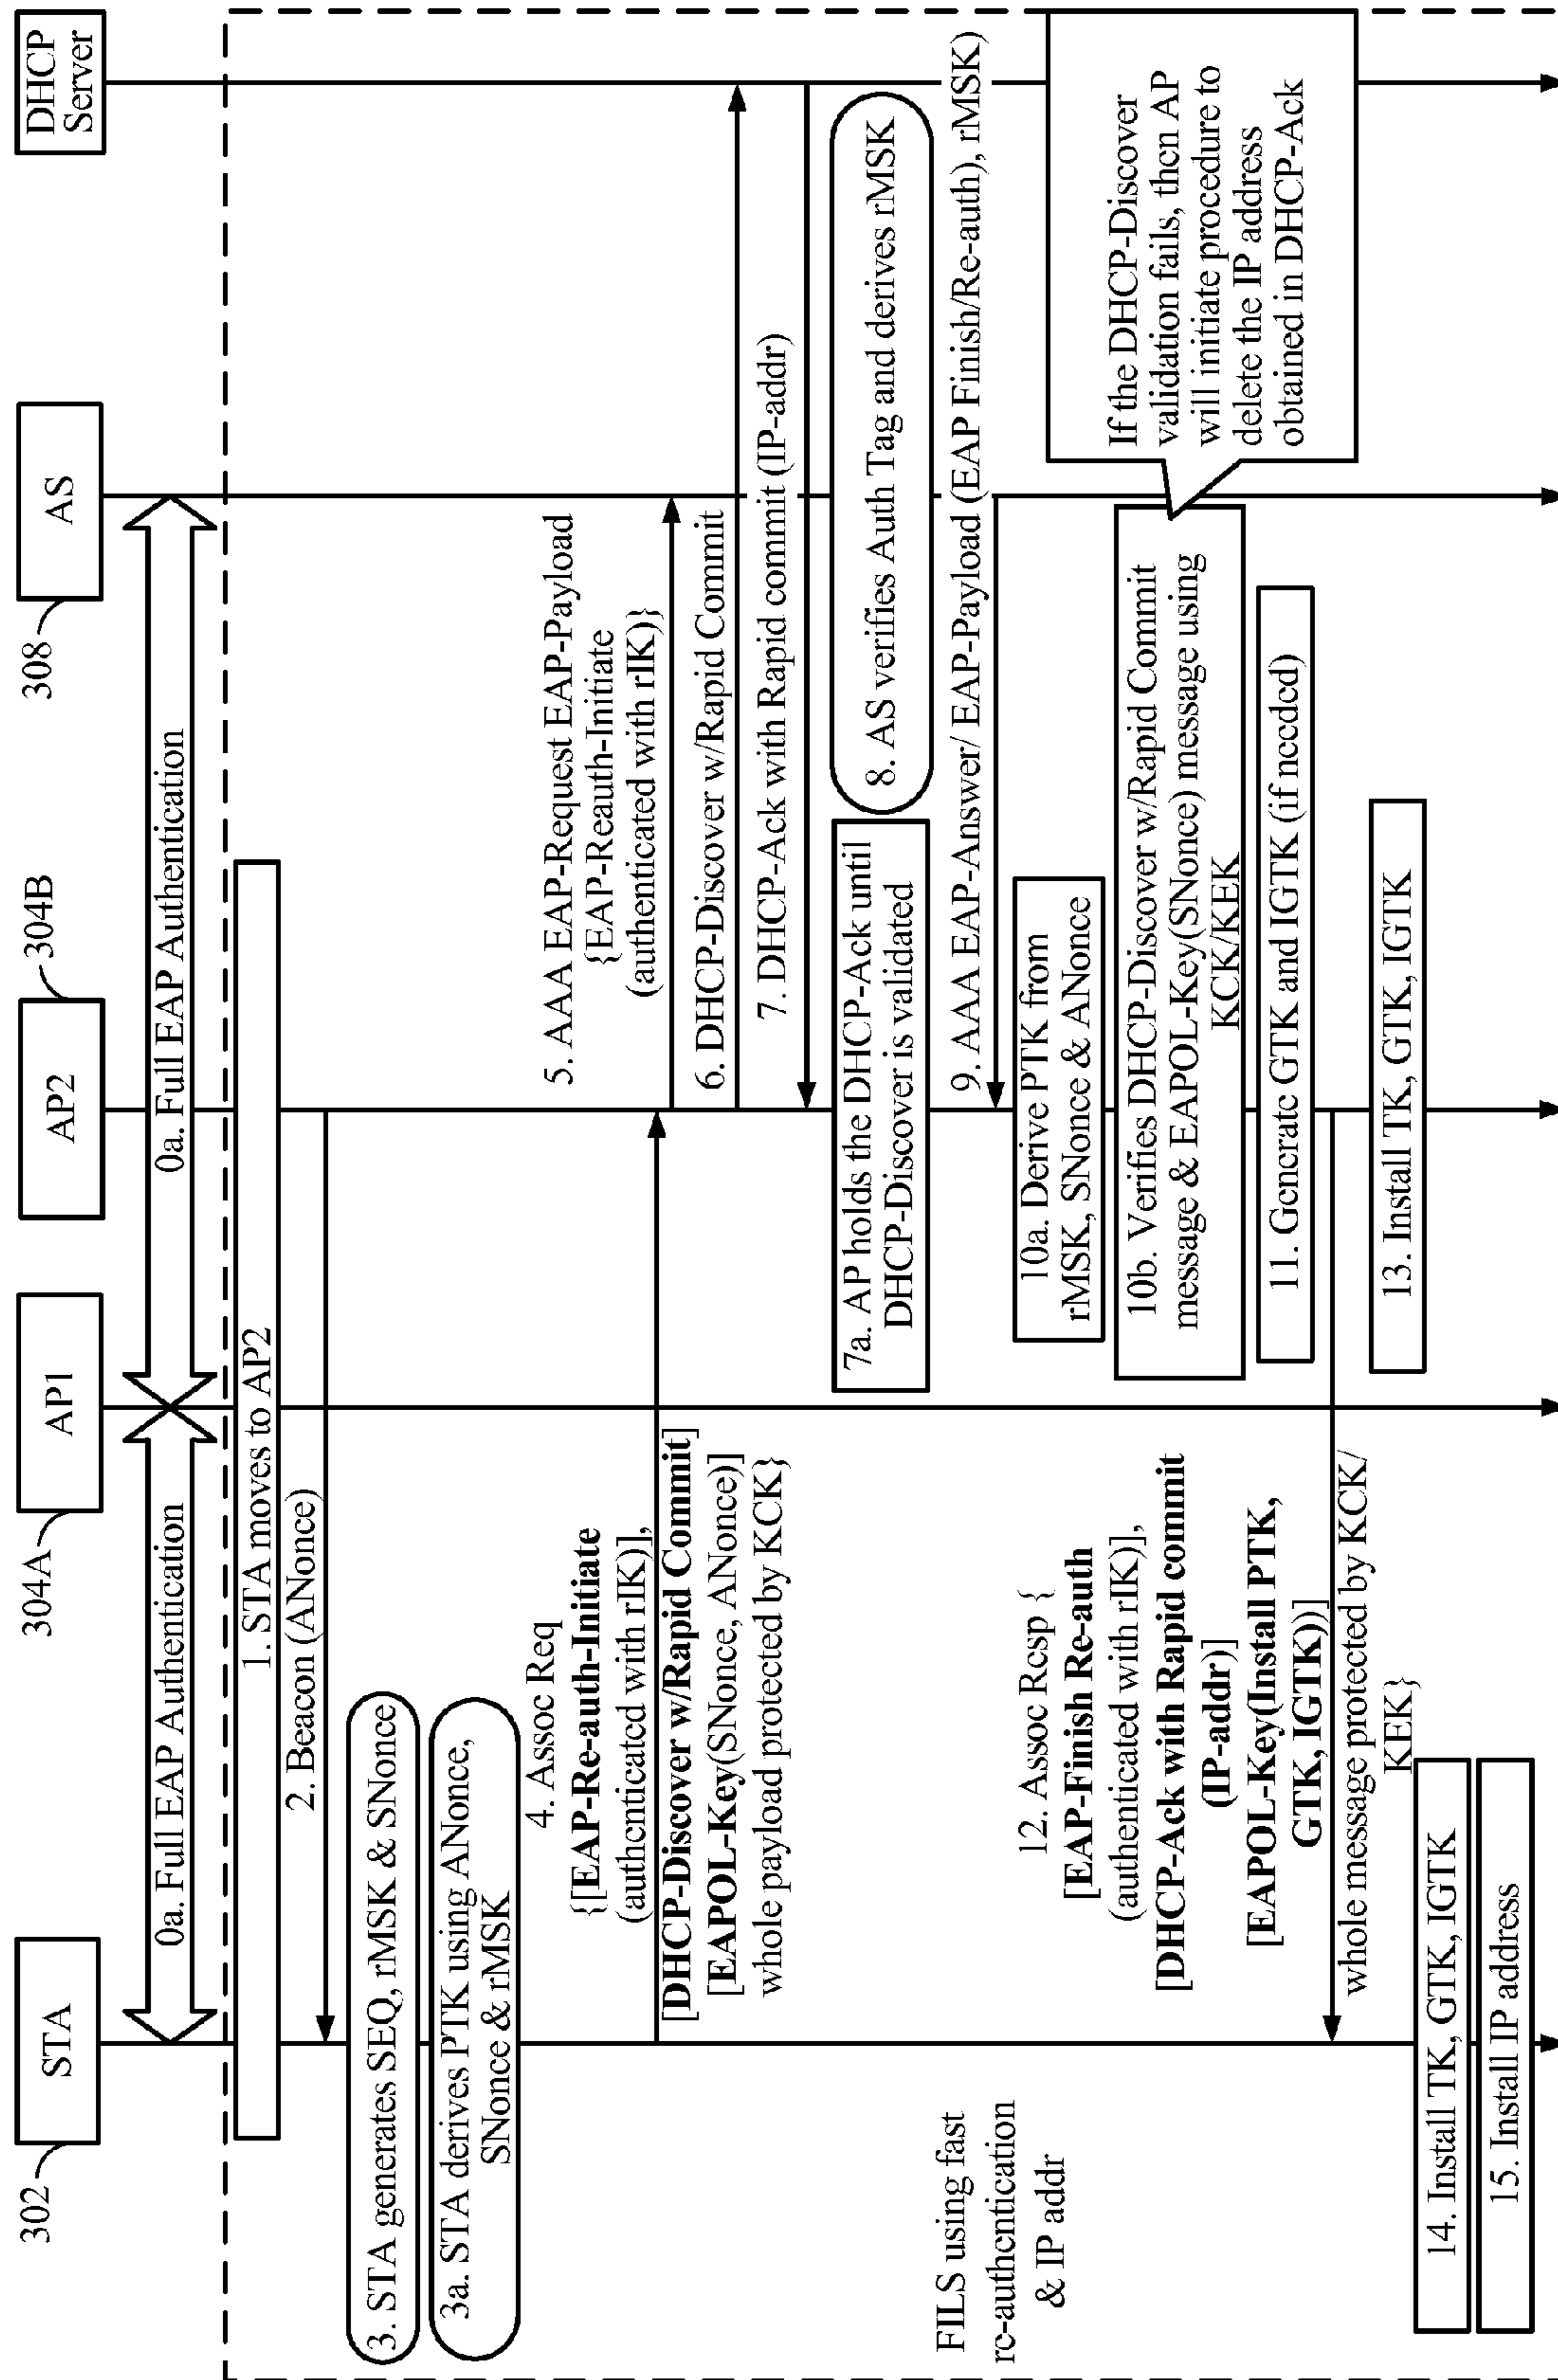 302
STA
304A
AP1
AP2
304B
308
AS
DHCP
Server
0a. Full EAP Authentication
0a. Full EAP Authentication
1. STA moves to AP2
2. Beacon (ANonce)
3. STA generates SEQ, rMSK & SNonce
3a. STA derives PTK using ANonce,
SNonce & rMSK
4. Assoc Req
{[EAP-Re-auth-Initiate
(authenticated with rIK)],
[DHCP-Discover w/Rapid Commit]
[EAPOL-Key(SNonce, ANonce)]
whole payload protected by KCK}
5. AAA EAP-Request EAP-Payload
{EAP-Reauth-Initiate
(authenticated with rIK)}
6. DHCP-Discover w/Rapid Commit
7. DHCP-Ack with Rapid commit (IP-addr)
7a. AP holds the DHCP-Ack until
DHCP-Discover is validated
8. AS verifies Auth Tag and derives rMSK
9. AAA EAP-Answer/ EAP-Payload (EAP Finish/Re-auth), rMSK)
FILS using fast
re-authentication
& IP addr
10a. Derive PTK from
rMSK, SNonce & ANonce
10b. Verifies DHCP-Discover w/Rapid Commit
message & EAPOL-Key(SNonce) message using
KCK/KEK
If the DHCP-Discover
validation fails, then AP
will initiate procedure to
delete the IP address
obtained in DHCP-Ack
11. Generate GTK and IGTK (if needed)
12. Assoc Resp {
[EAP-Finish Re-auth
(authenticated with rIK)],
[DHCP-Ack with Rapid commit
(IP-addr)]
[EAPOL-Key(Install PTK,
GTK, IGTK)]
whole message protected by KCK/
KEK}
13. Install TK, GTK, IGTK
14. Install TK, GTK, IGTK
15. Install IP address